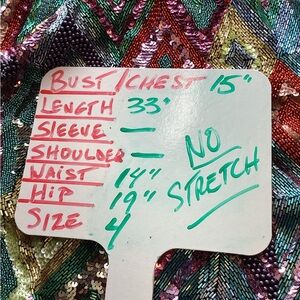 BUST/CHEST 15"
LENGTH 33"
SLEEVE —
SHOULDER —
WAIST 14"
HIP 19"
SIZE 4
NO
STRETCH